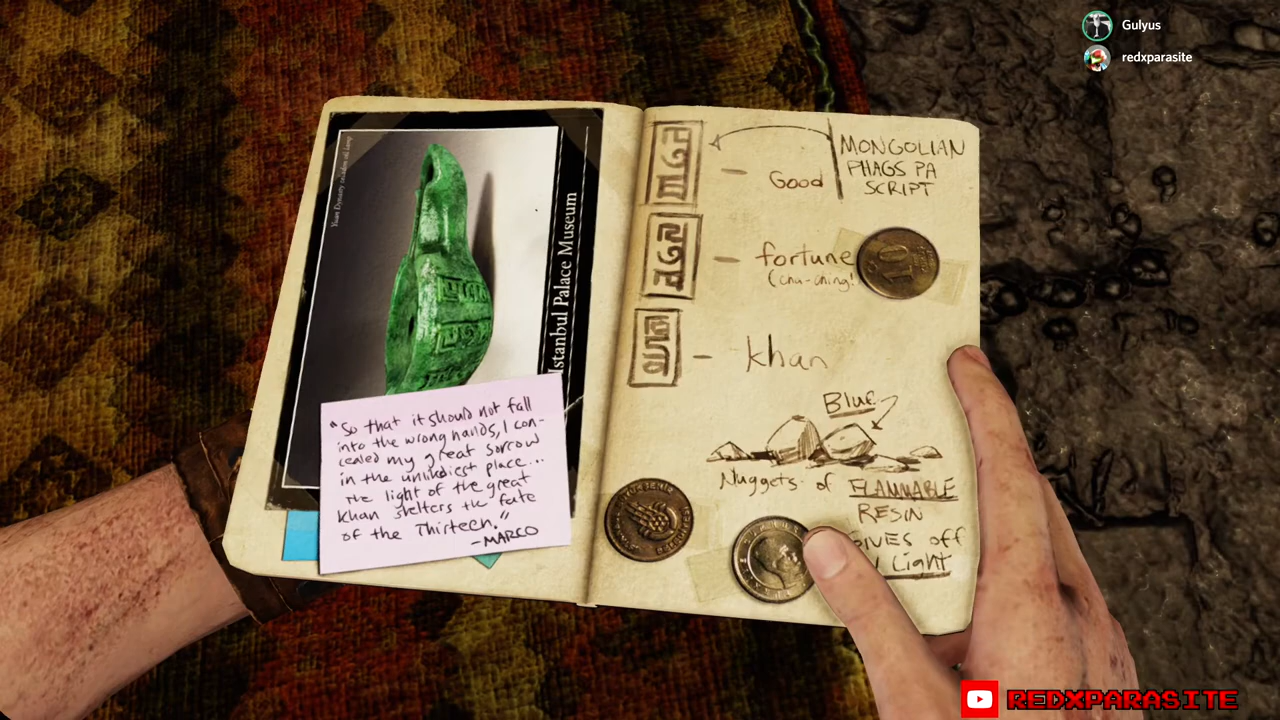 Gulyus
redxparasite
Yuan Dynasty
Istanbul Palace Museum
"So that it should not fall
into the wrong hands, I con-
cealed my great sorrow
in the unlikeliest place...
the light of the great
Khan shelters the fate
of the Thirteen."
-MARCO
MONGOLIAN
PHAGS PA
SCRIPT
Good
fortune
(cha-ching!
khan
Blue
Nuggets of FLAMMABLE
RESIN
GIVES off
Light
10
REDXPARASITE